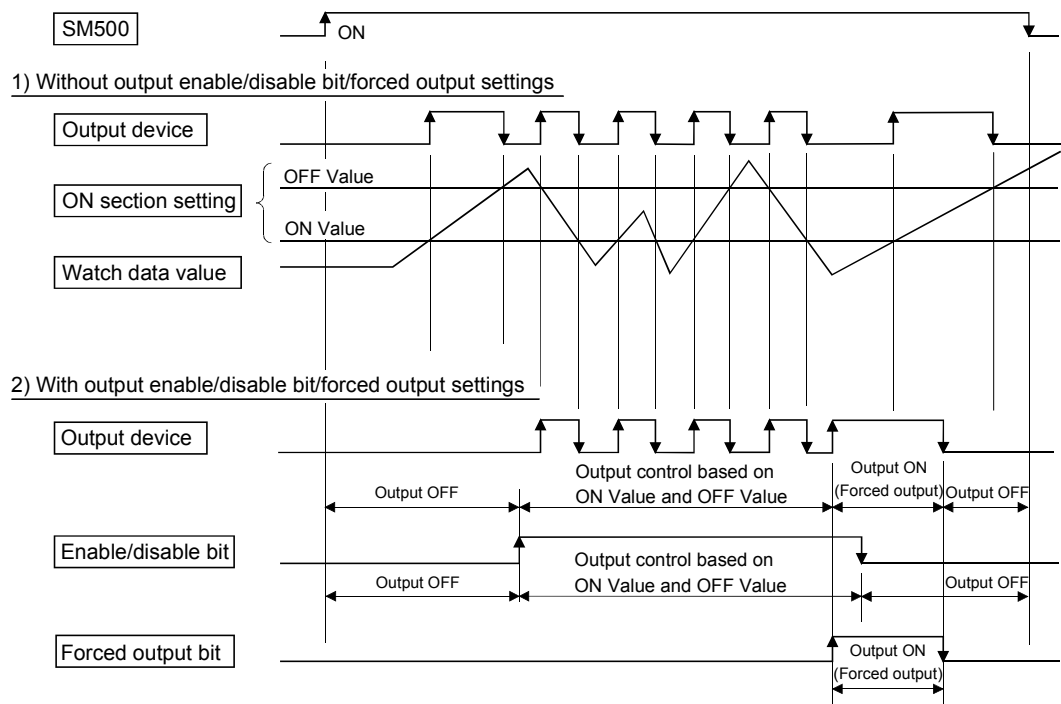 SM500
ON
1) Without output enable/disable bit/forced output settings
Output device
OFF Value
ON section setting
ON Value
Watch data value
2) With output enable/disable bit/forced output settings
Output device
Output OFF
Output control based on
ON Value and OFF Value
Output ON
(Forced output)
Output OFF
Enable/disable bit
Output OFF
Output control based on
ON Value and OFF Value
Output OFF
Forced output bit
Output ON
(Forced output)